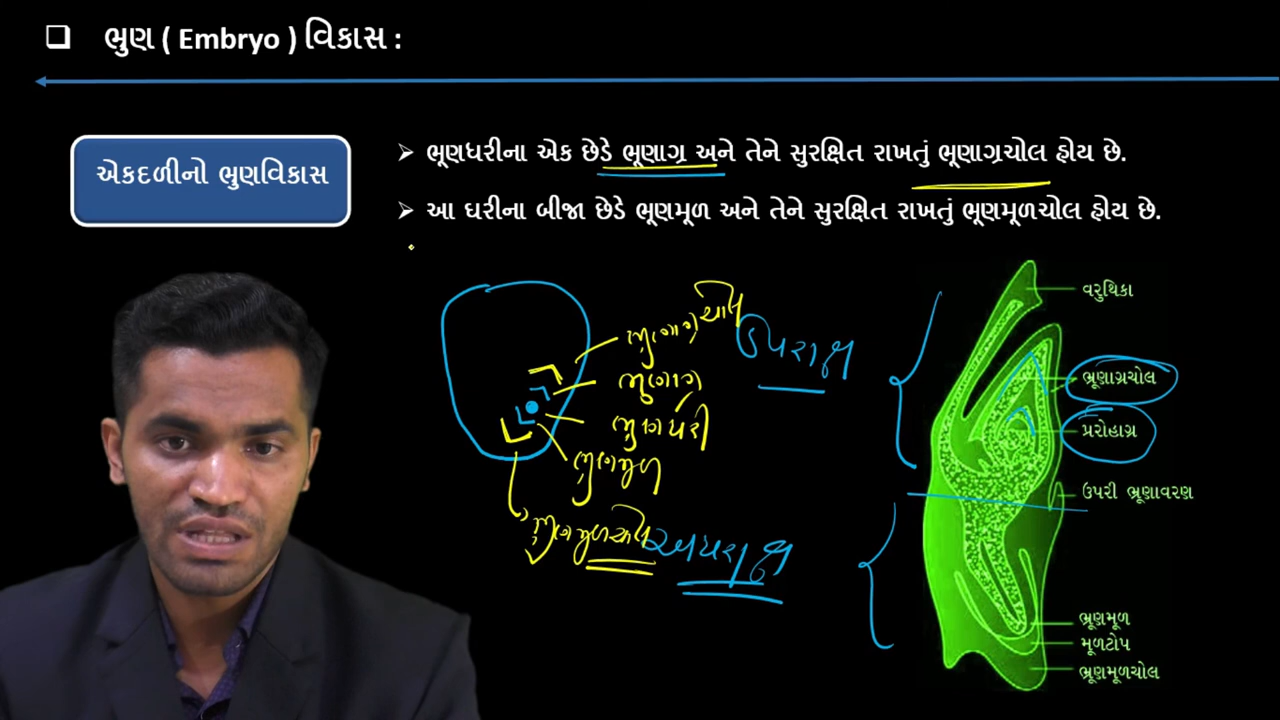 ❑ ભ્રુણ ( Embryo ) વિકાસ :
એકદળીનો ભ્રુણવિકાસ
➢ ભ્રૂણધરીના એક છેડે ભ્રૂણાગ્ર અને તેને સુરક્ષિત રાખતું ભ્રૂણાગ્રચોલ હોય છે.
➢ આ ધરીના બીજા છેડે ભ્રૂણમૂળ અને તેને સુરક્ષિત રાખતું ભ્રૂણમૂળચોલ હોય છે.
ભ્રુણાગ્રચોલ
ભ્રુણાગ્ર
ભ્રુણધરી
ભ્રુણમૂળ
ભ્રુણમૂળચોલ
ઉપરાક્ષ
અધરાક્ષ
વરુથિકા
ભ્રૂણાગ્રચોલ
પ્રરોહાગ્ર
ઉપરી ભ્રૂણાવરણ
ભ્રૂણમૂળ
મૂળટોપ
ભ્રૂણમૂળચોલ